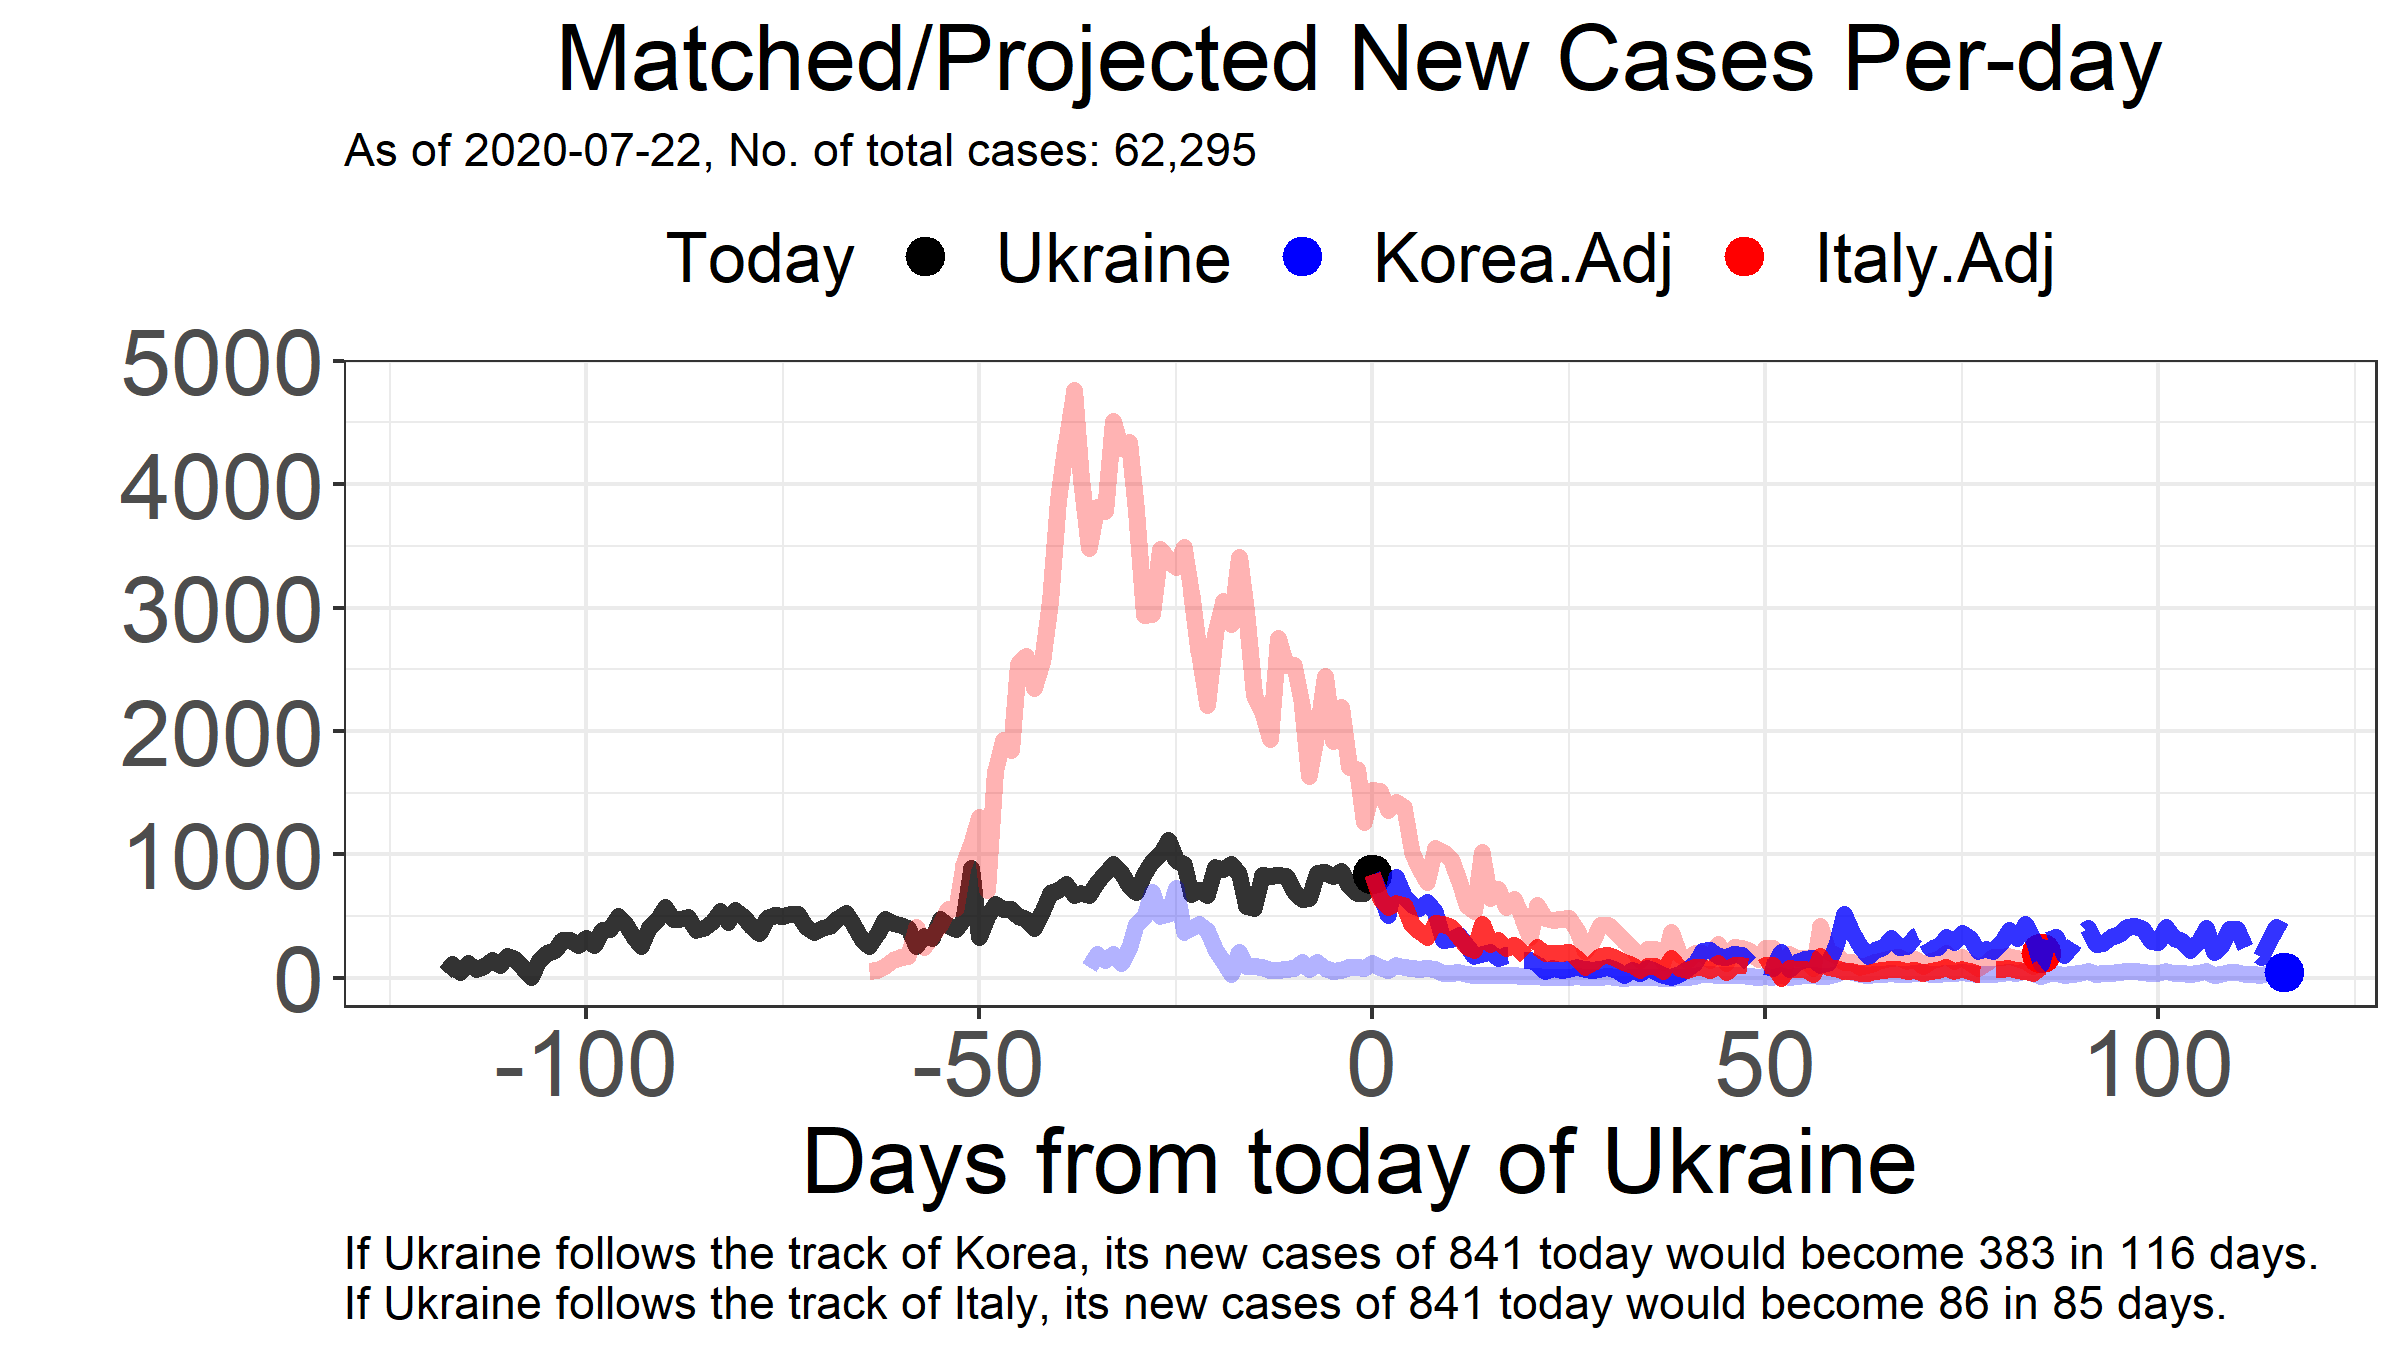 Matched/Projected New Cases Per-day
As of 2020-07-22, No. of total cases: 62,295
Today Ukraine Korea.Adj Italy.Adj
5000
4000
3000
2000
1000
0
-100 -50 0 50 100
Days from today of Ukraine
If Ukraine follows the track of Korea, its new cases of 841 today would become 383 in 116 days.
If Ukraine follows the track of Italy, its new cases of 841 today would become 86 in 85 days.